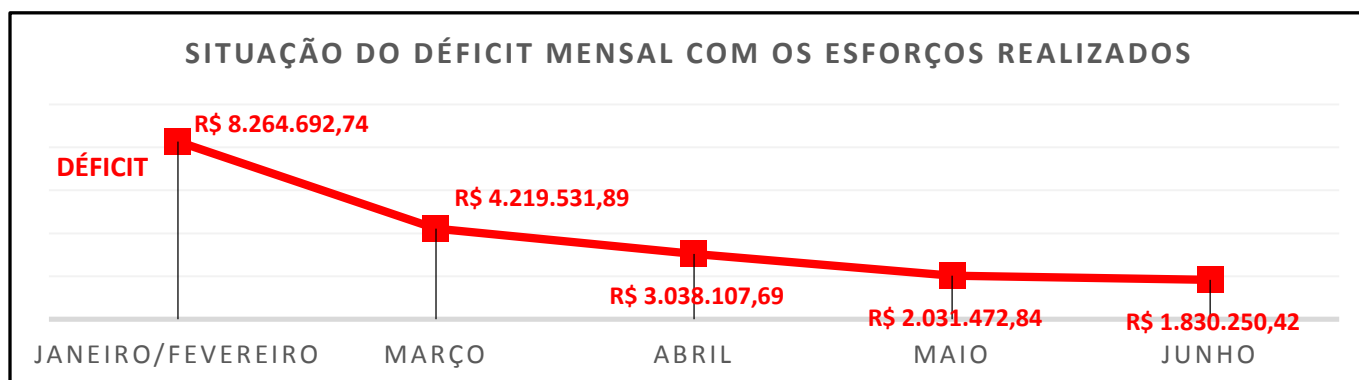 SITUAÇÃO DO DÉFICIT MENSAL COM OS ESFORÇOS REALIZADOS
R$ 8.264.692,74
DÉFICIT
R$ 4.219.531,89
R$ 3.038.107,69
R$ 2.031.472,84
R$ 1.830.250,42
JANEIRO/FEVEREIRO
MARÇO
ABRIL
MAIO
JUNHO